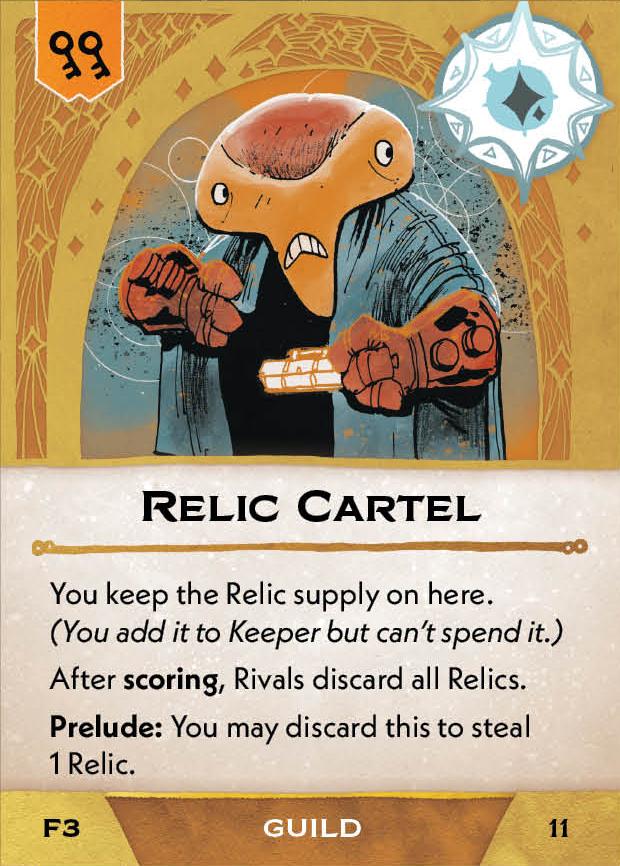 RELIC CARTEL
You keep the Relic supply on here.
(You add it to Keeper but can't spend it.)
After scoring, Rivals discard all Relics.
Prelude: You may discard this to steal
1 Relic.
F3 GUILD 11